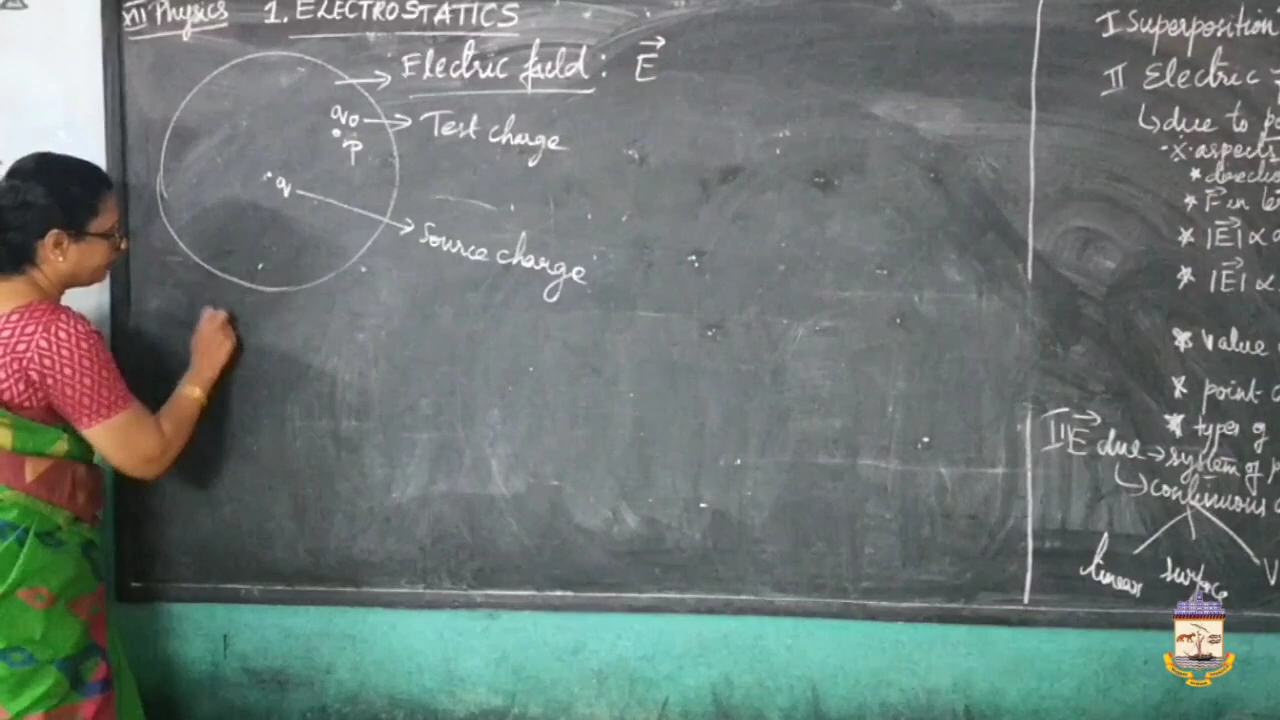 XII Physics 1. ELECTROSTATICS
Electric field : E
q₀ → Test charge
P
q → Source charge
I Superposition
II Electric
↳ due to
aspects
*
* F in
* |E| ∝
* |E| ∝
* Value
* point
* types of
III E due → system of
↳ continuous
linear surface V